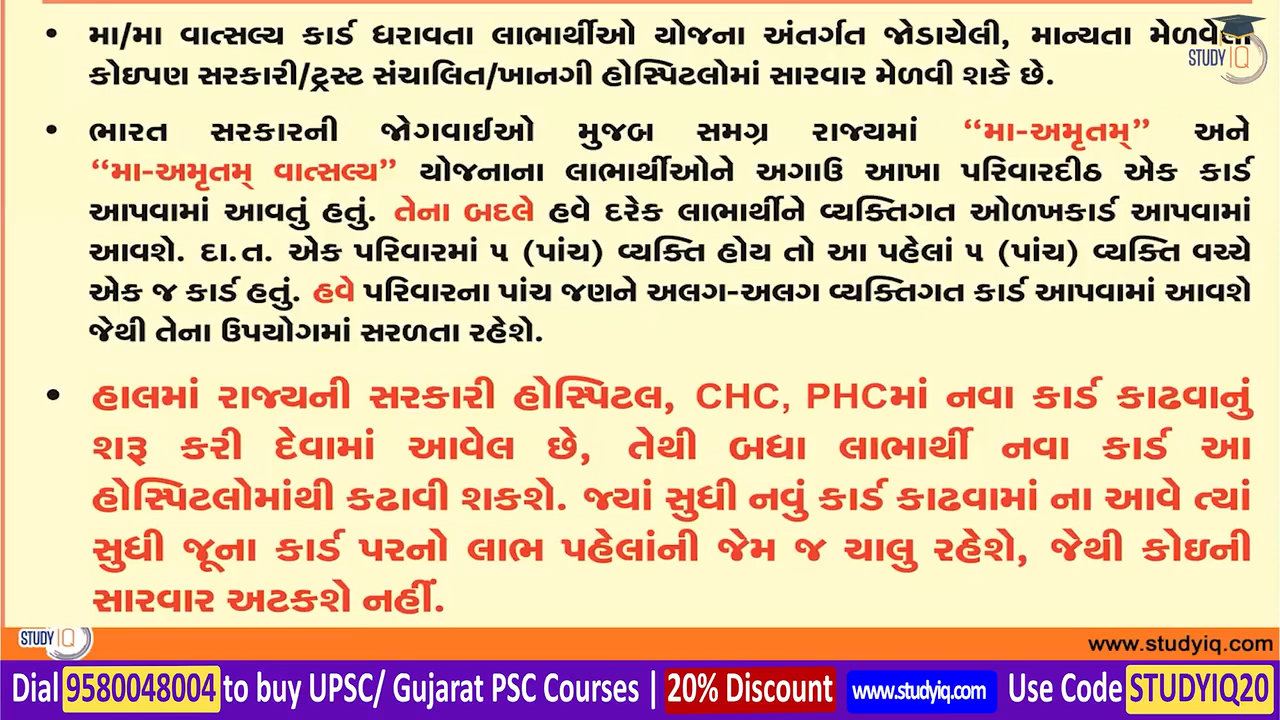 • મા/મા વાત્સલ્ય કાર્ડ ધરાવતા લાભાર્થીઓ યોજના અંતર્ગત જોડાયેલી, માન્યતા મેળવેલી
કોઇપણ સરકારી/ટ્રસ્ટ સંચાલિત/ખાનગી હોસ્પિટલોમાં સારવાર મેળવી શકે છે.
STUDY IQ
• ભારત સરકારની જોગવાઈઓ મુજબ સમગ્ર રાજ્યમાં “મા-અમૃતમ્” અને
“મા-અમૃતમ્ વાત્સલ્ય” યોજનાના લાભાર્થીઓને અગાઉ આખા પરિવારદીઠ એક કાર્ડ
આપવામાં આવતું હતું. તેના બદલે હવે દરેક લાભાર્થીને વ્યક્તિગત ઓળખકાર્ડ આપવામાં
આવશે. દા.ત. એક પરિવારમાં ૫ (પાંચ) વ્યક્તિ હોય તો આ પહેલાં ૫ (પાંચ) વ્યક્તિ વચ્ચે
એક જ કાર્ડ હતું. હવે પરિવારના પાંચ જણને અલગ-અલગ વ્યક્તિગત કાર્ડ આપવામાં આવશે
જેથી તેના ઉપયોગમાં સરળતા રહેશે.
• હાલમાં રાજ્યની સરકારી હોસ્પિટલ, CHC, PHCમાં નવા કાર્ડ કાઢવાનું
શરૂ કરી દેવામાં આવેલ છે, તેથી બધા લાભાર્થી નવા કાર્ડ આ
હોસ્પિટલોમાંથી કઢાવી શકશે. જ્યાં સુધી નવું કાર્ડ કાઢવામાં ના આવે ત્યાં
સુધી જૂના કાર્ડ પરનો લાભ પહેલાંની જેમ જ ચાલુ રહેશે, જેથી કોઇની
સારવાર અટકશે નહીં.
STUDY IQ
www.studyiq.com
Dial 9580048004 to buy UPSC/ Gujarat PSC Courses | 20% Discount www.studyiq.com Use Code STUDYIQ20